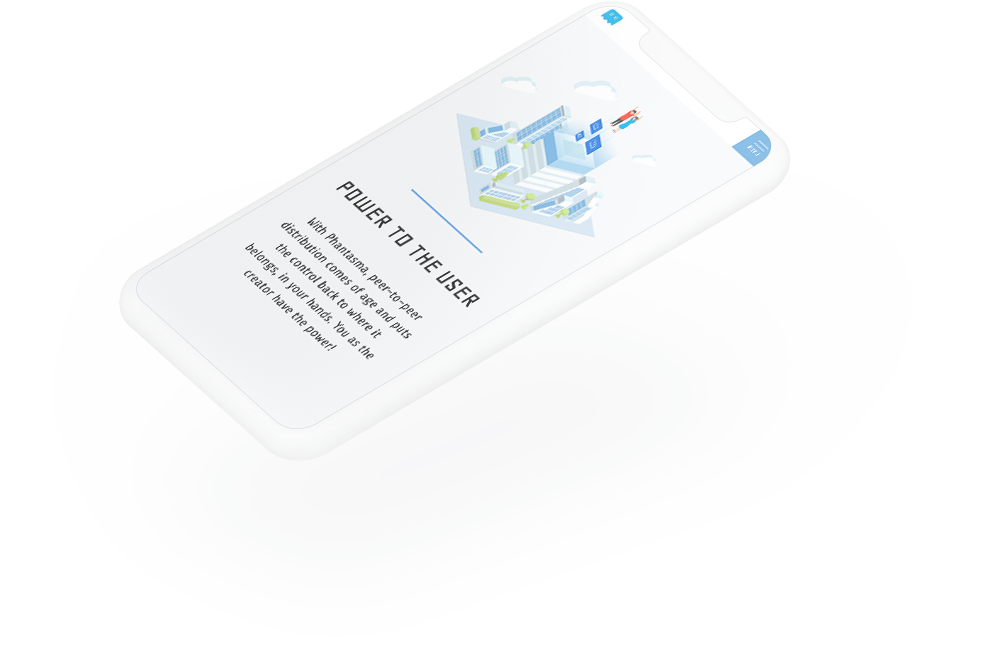 POWER TO THE USER
With Phantasma, peer-to-peer
distribution comes of age and puts
the control back to where it
belongs, in your hands. You as the
creator have the power!